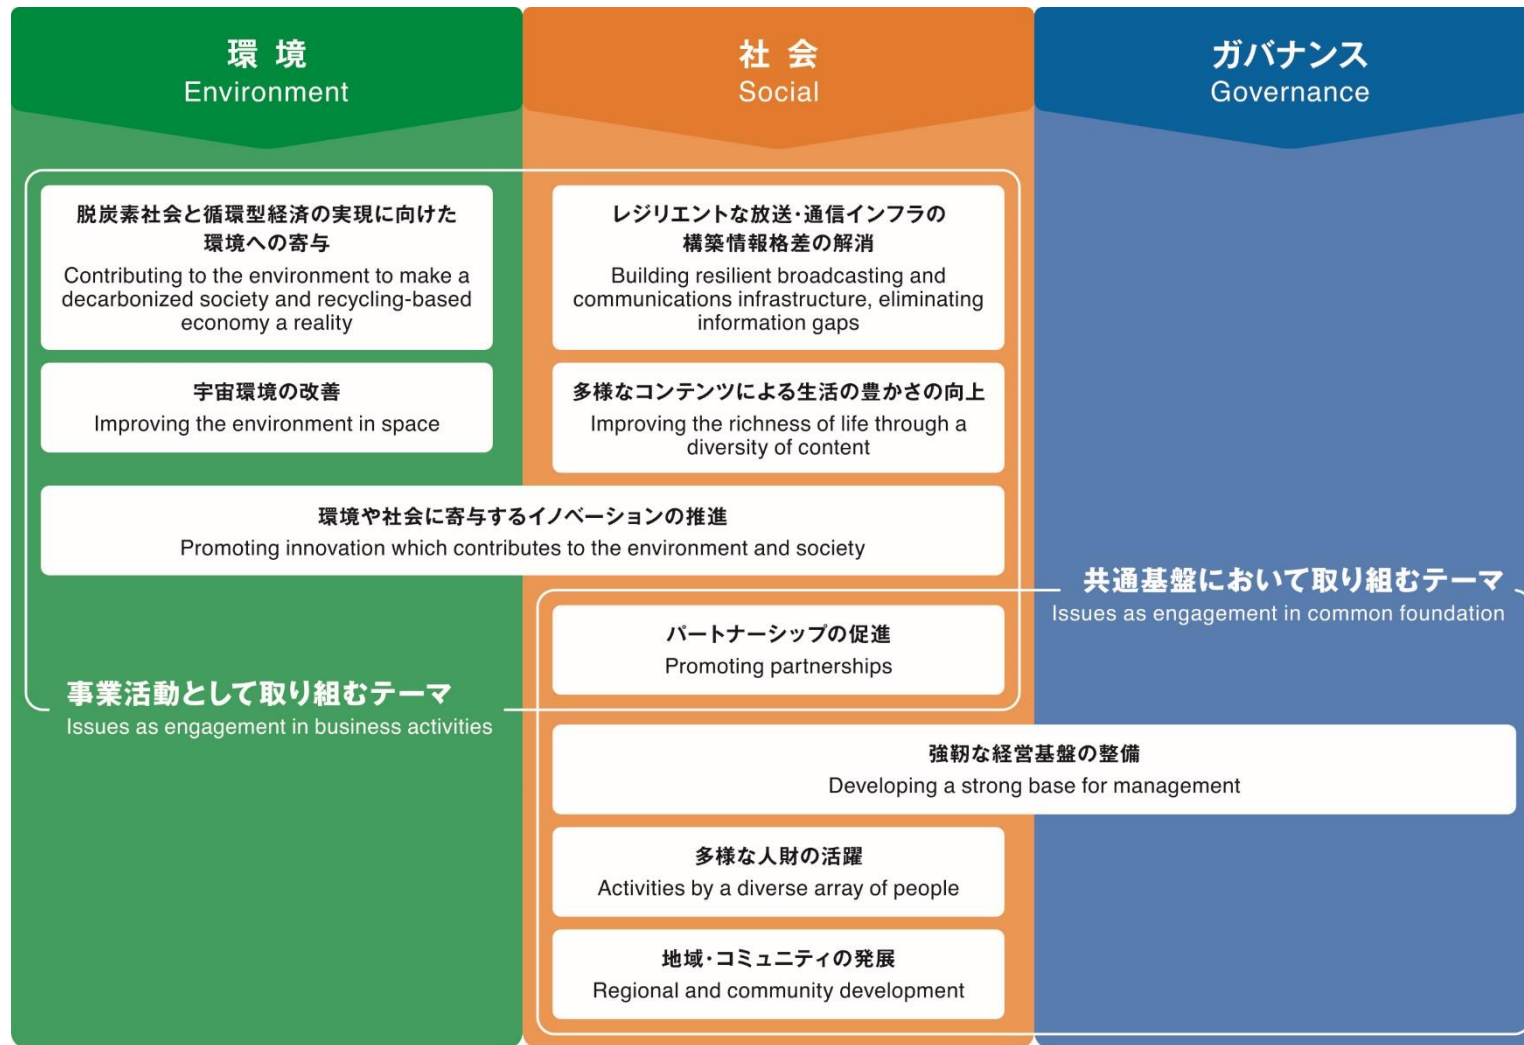 環境
Environment
社会
Social
ガバナンス
Governance
脱炭素社会と循環型経済の実現に向けた
環境への寄与
Contributing to the environment to make a
decarbonized society and recycling-based
economy a reality
レジリエントな放送・通信インフラの
構築情報格差の解消
Building resilient broadcasting and
communications infrastructure, eliminating
information gaps
宇宙環境の改善
Improving the environment in space
多様なコンテンツによる生活の豊かさの向上
Improving the richness of life through a
diversity of content
環境や社会に寄与するイノベーションの推進
Promoting innovation which contributes to the environment and society
共通基盤において取り組むテーマ
Issues as engagement in common foundation
パートナーシップの促進
Promoting partnerships
事業活動として取り組むテーマ
Issues as engagement in business activities
強靭な経営基盤の整備
Developing a strong base for management
多様な人財の活躍
Activities by a diverse array of people
地域・コミュニティの発展
Regional and community development